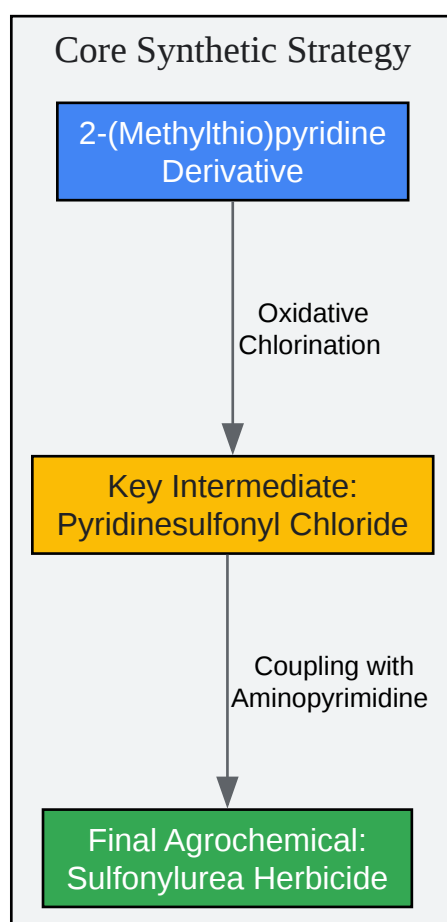 Core Synthetic Strategy
2-(Methylthio)pyridine
Derivative
Oxidative
Chlorination
Key Intermediate:
Pyridinesulfonyl Chloride
Coupling with
Aminopyrimidine
Final Agrochemical:
Sulfonylurea Herbicide